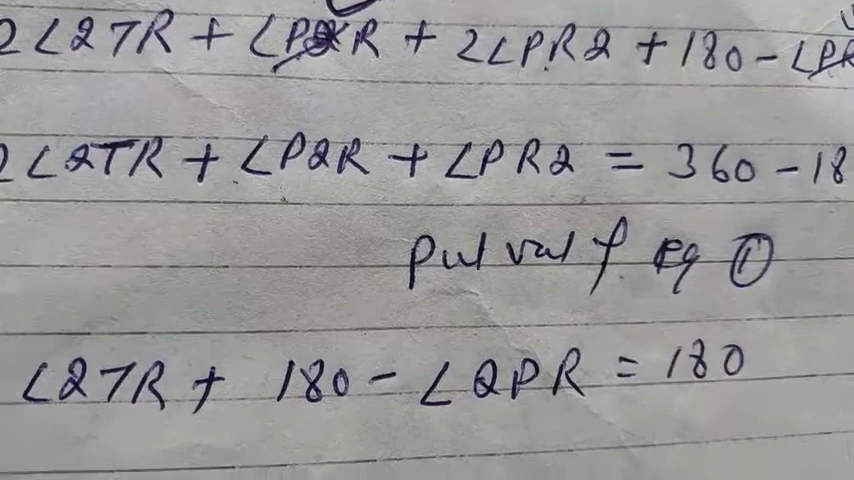 2∠QTR + ∠PQR + 2∠PRQ + 180 - ∠PR
2∠QTR + ∠PQR + ∠PRQ = 360 - 18
Put val of eq ①
∠QTR + 180 - ∠QPR = 180